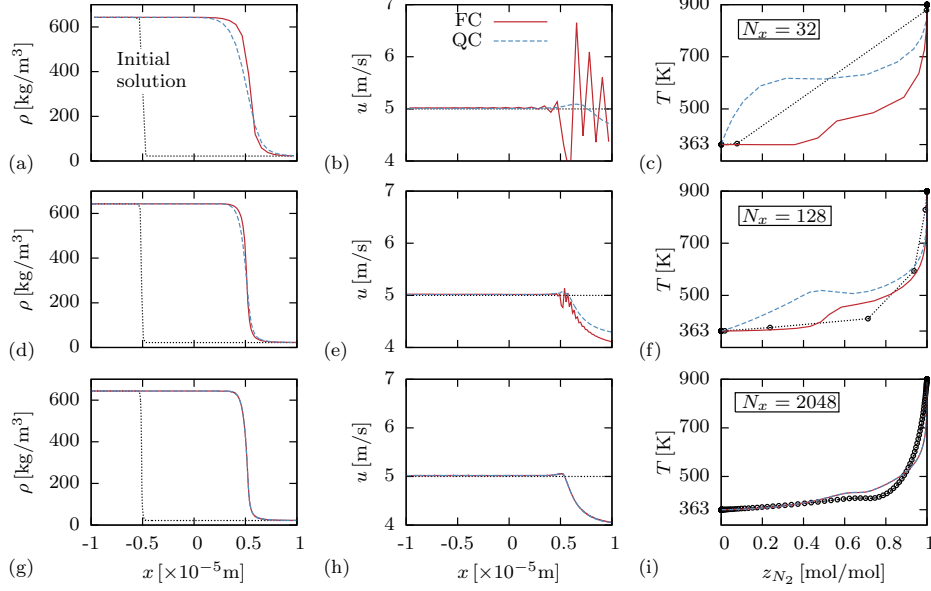 600
400
200
0
ρ [kg/m³]
Initial
solution
(a)
7
6
5
4
u [m/s]
FC
QC
(b)
900
700
500
363
T [K]
N_x = 32
(c)
600
400
200
0
ρ [kg/m³]
(d)
7
6
5
4
u [m/s]
(e)
900
700
500
363
T [K]
N_x = 128
(f)
600
400
200
0
ρ [kg/m³]
-1 -0.5 0 0.5 1
(g)
x [×10⁻⁵m]
7
6
5
4
u [m/s]
-1 -0.5 0 0.5 1
(h)
x [×10⁻⁵m]
900
700
500
363
T [K]
N_x = 2048
0 0.2 0.4 0.6 0.8 1
(i)
z_{N_2} [mol/mol]